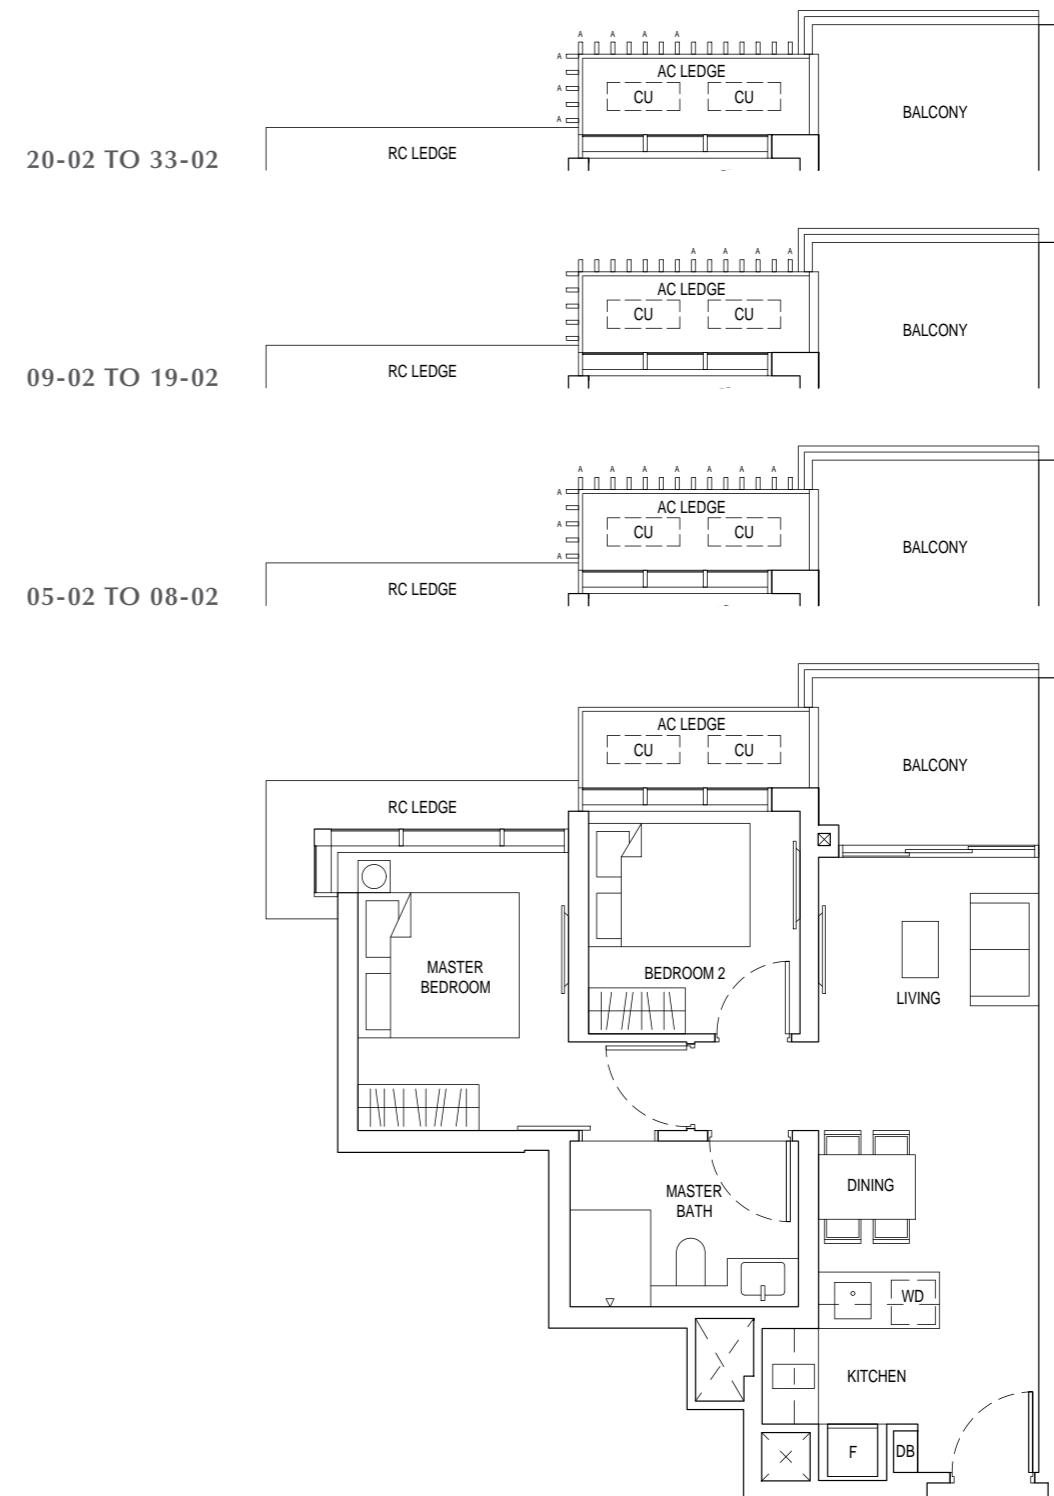 A A A A
A
A
A
AC LEDGE
CU CU
BALCONY
RC LEDGE
20-02 TO 33-02
A A A A
AC LEDGE
CU CU
BALCONY
RC LEDGE
09-02 TO 19-02
A A A A A A A
A
A
A
AC LEDGE
CU CU
BALCONY
RC LEDGE
05-02 TO 08-02
AC LEDGE
CU CU
BALCONY
RC LEDGE
MASTER
BEDROOM
BEDROOM 2
LIVING
MASTER
BATH
DINING
WD
KITCHEN
F
DB